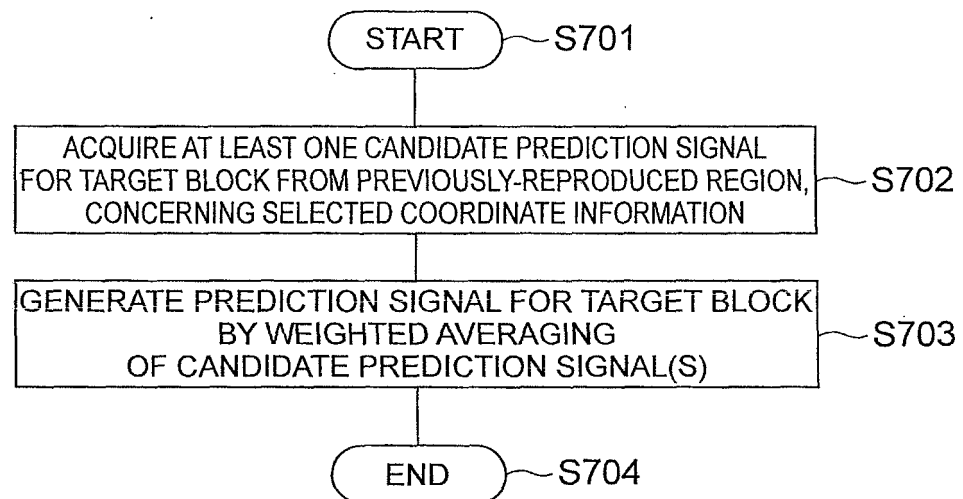 START
S701
ACQUIRE AT LEAST ONE CANDIDATE PREDICTION SIGNAL
FOR TARGET BLOCK FROM PREVIOUSLY-REPRODUCED REGION,
CONCERNING SELECTED COORDINATE INFORMATION
S702
GENERATE PREDICTION SIGNAL FOR TARGET BLOCK
BY WEIGHTED AVERAGING
OF CANDIDATE PREDICTION SIGNAL(S)
S703
END
S704